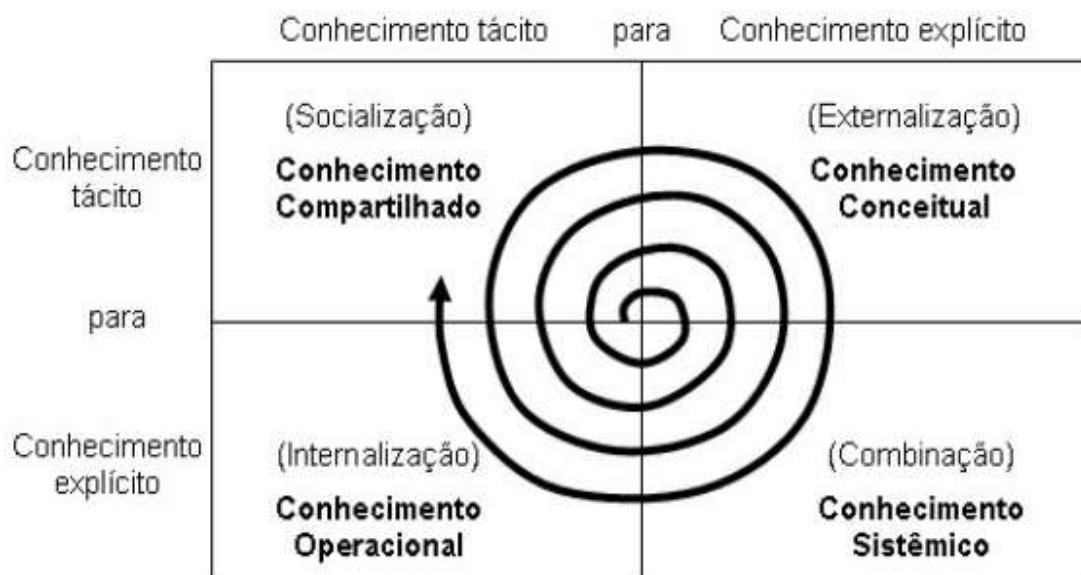 Conhecimento tácito para Conhecimento explícito
(Socialização)
Conhecimento
Compartilhado
(Externalização)
Conhecimento
Conceitual
Conhecimento
tácito
para
Conhecimento
explícito
(Internalização)
Conhecimento
Operacional
(Combinação)
Conhecimento
Sistêmico